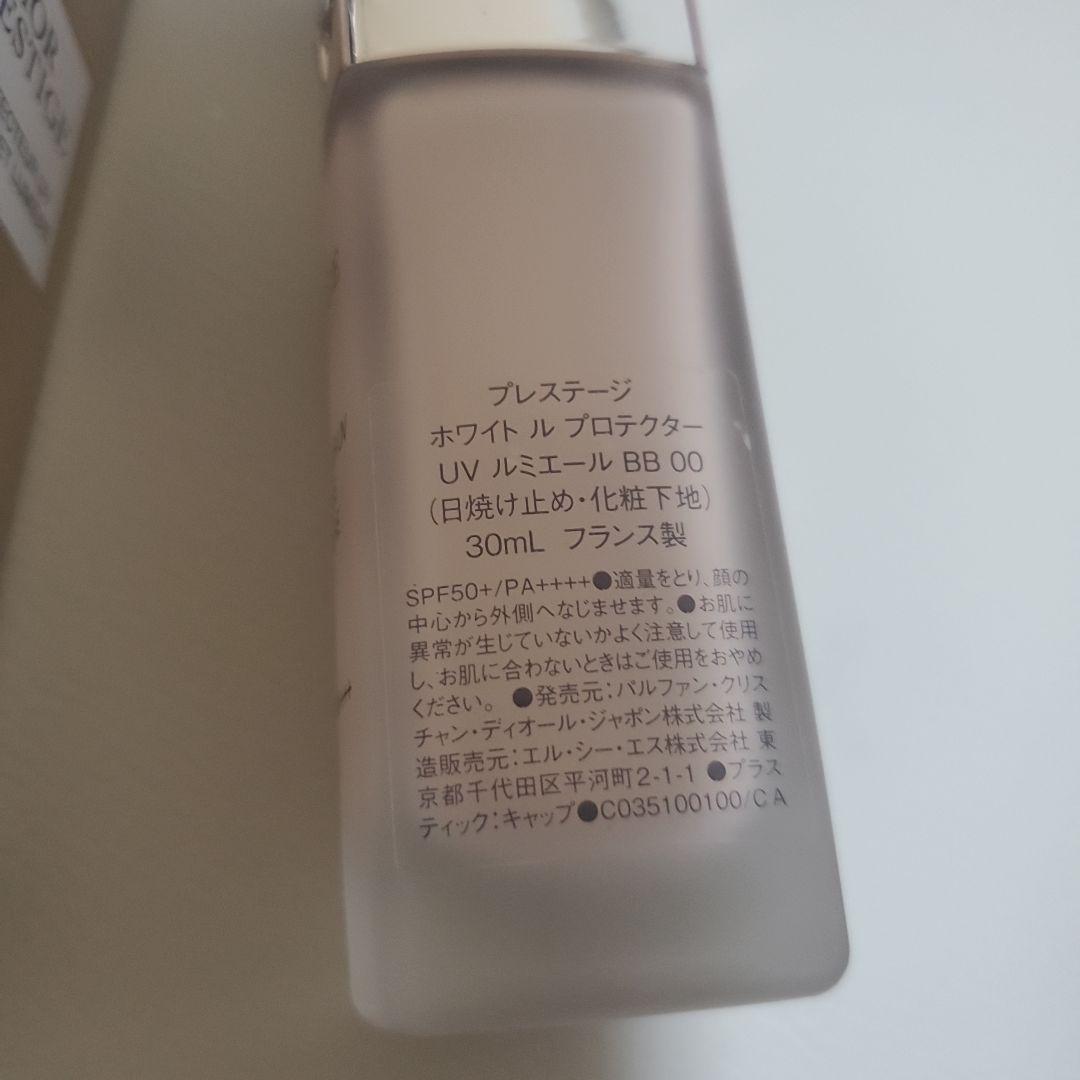 プレステージ
ホワイト ル プロテクター
UV ルミエール BB 00
(日焼け止め・化粧下地)
30mL フランス製
SPF50+/PA++++●適量をとり、顔の
中心から外側へなじませます。●お肌に
異常が生じていないかよく注意して使用
し、お肌に合わないときはご使用をおやめ
ください。 ●発売元:パルファン・クリス
チャン・ディオール・ジャポン株式会社 製
造販売元:エル・シー・エス株式会社 東
京都千代田区平河町2-1-1 ●プラス
ティック:キャップ●C035100100/CA